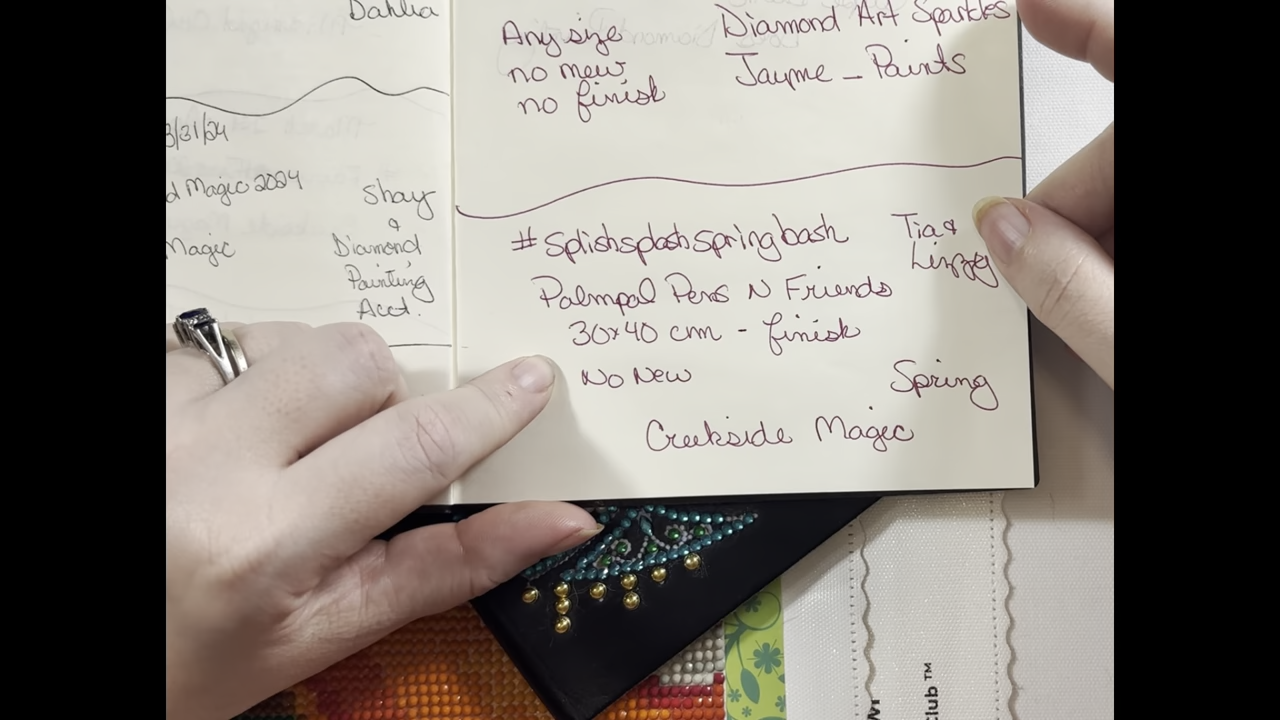 Dahlia
3/31/24
d Magic 2024
Shay
&
Magic
Diamond
Painting
Acct.
Any size
no new
no finish
Diamond Art Sparkles
Jayme - Paints
#splishsplashspringbash
Tia &
Lizzy
Palmpal Pens N Friends
30x40 cm - finish
No New
Spring
Creekside Magic
club™